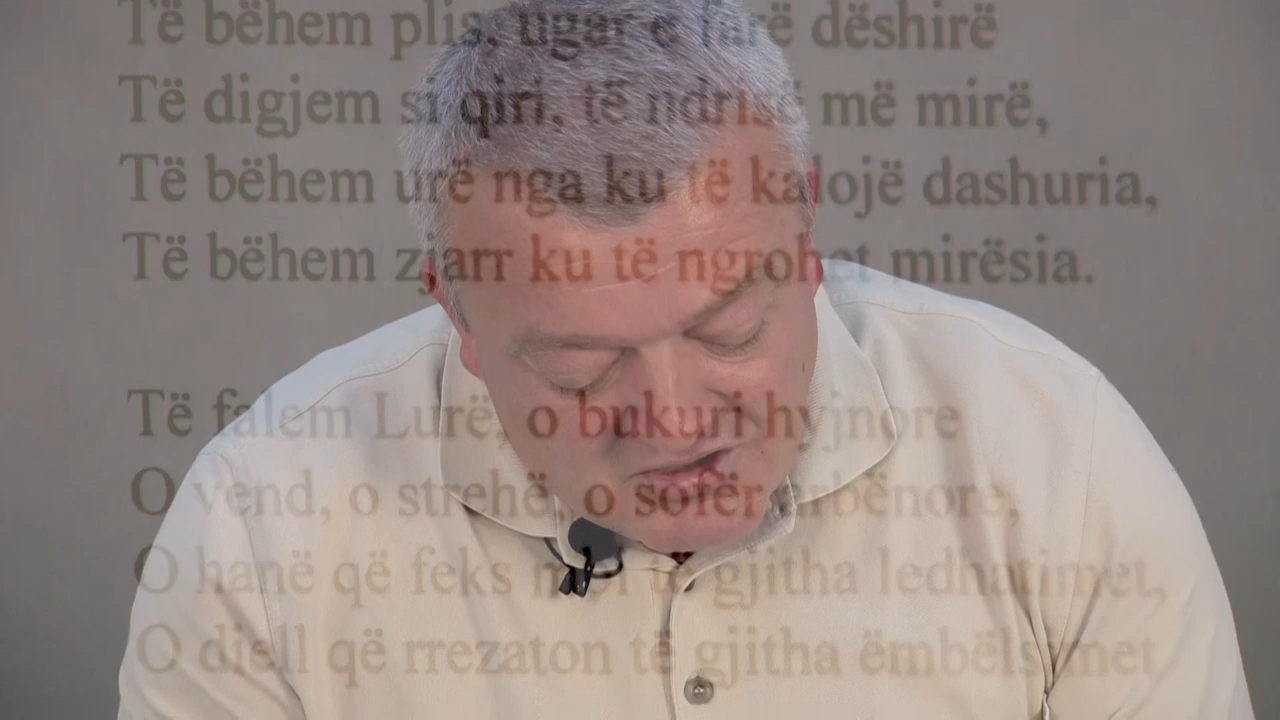 Të bëhem plis, ugar e farë dëshirë
Të digjem si qiri, të ndrisë më mirë,
Të bëhem urë nga ku të kalojë dashuria,
Të bëhem zjarr ku të ngrohet mirësia.
Të falem Lurë, o bukuri hyjnore
O vend, o strehë, o sofër arbënore,
O hanë që feks mbi të gjitha ledhatimet,
O diell që rrezaton të gjitha ëmbëlsimet